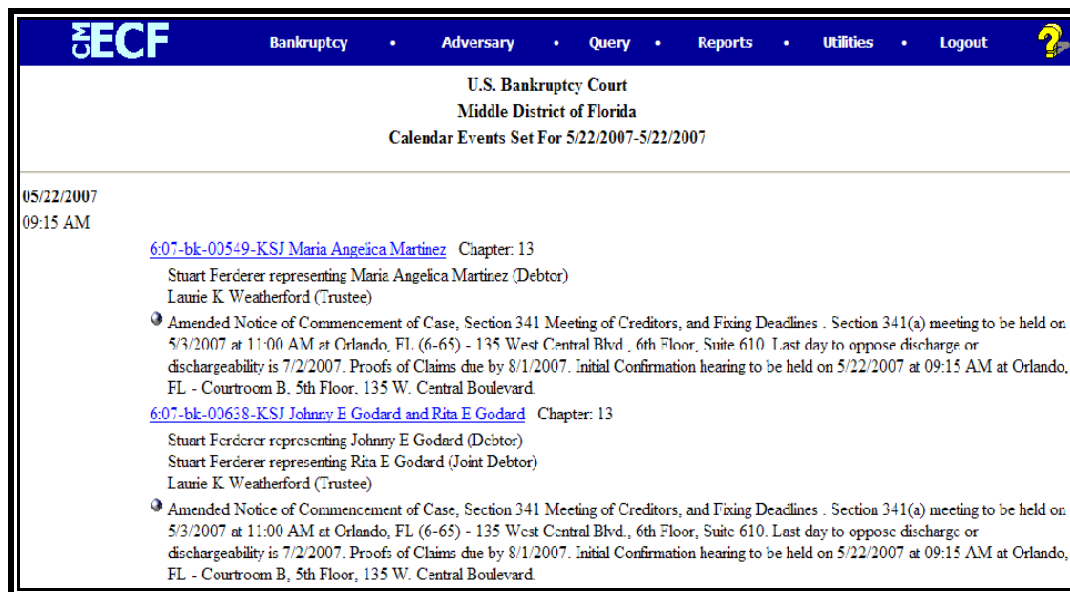 CM ECF Bankruptcy • Adversary • Query • Reports • Utilities • Logout ?
U.S. Bankruptcy Court
Middle District of Florida
Calendar Events Set For 5/22/2007-5/22/2007
05/22/2007
09:15 AM
6:07-bk-00549-KSJ Maria Angelica Martinez Chapter: 13
Stuart Ferderer representing Maria Angelica Martinez (Debtor)
Laurie K Weatherford (Trustee)
Amended Notice of Commencement of Case, Section 341 Meeting of Creditors, and Fixing Deadlines . Section 341(a) meeting to be held on
5/3/2007 at 11:00 AM at Orlando, FL (6-65) - 135 West Central Blvd., 6th Floor, Suite 610. Last day to oppose discharge or
dischargeability is 7/2/2007. Proofs of Claims due by 8/1/2007. Initial Confirmation hearing to be held on 5/22/2007 at 09:15 AM at Orlando,
FL - Courtroom B, 5th Floor, 135 W. Central Boulevard.
6:07-bk-00638-KSJ Johnny E Godard and Rita E Godard Chapter: 13
Stuart Ferderer representing Johnny E Godard (Debtor)
Stuart Ferderer representing Rita E Godard (Joint Debtor)
Laurie K Weatherford (Trustee)
Amended Notice of Commencement of Case, Section 341 Meeting of Creditors, and Fixing Deadlines . Section 341(a) meeting to be held on
5/3/2007 at 11:00 AM at Orlando, FL (6-65) - 135 West Central Blvd., 6th Floor, Suite 610. Last day to oppose discharge or
dischargeability is 7/2/2007. Proofs of Claims due by 8/1/2007. Initial Confirmation hearing to be held on 5/22/2007 at 09:15 AM at Orlando,
FL - Courtroom B, 5th Floor, 135 W. Central Boulevard.